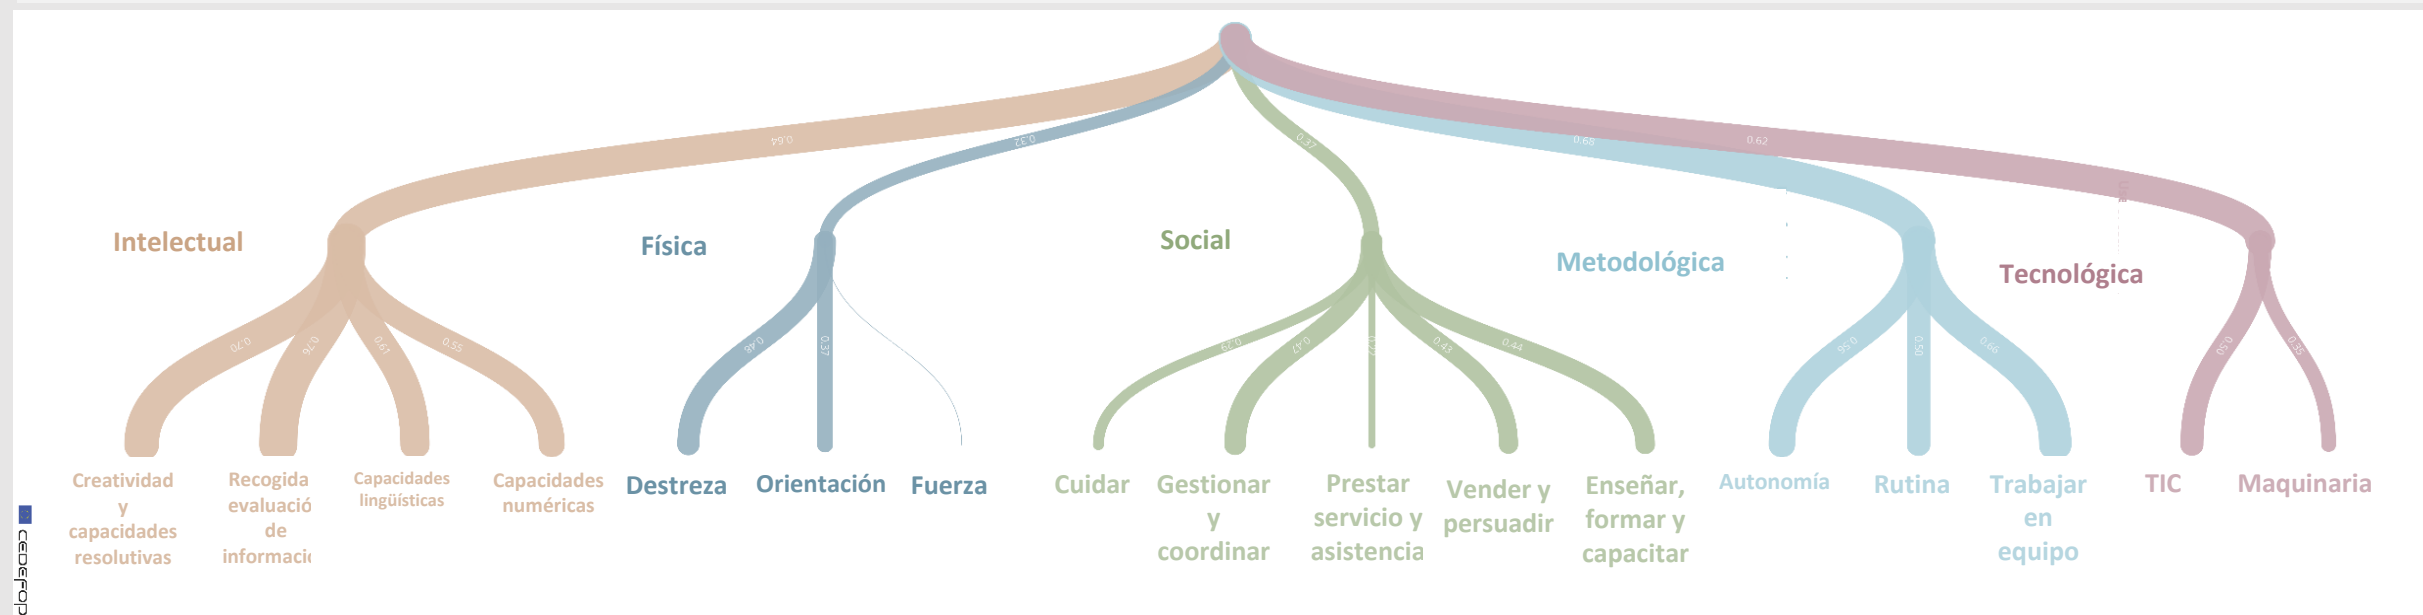 0.64
0.32
0.37
0.68
0.62
Intelectual
Física
Social
Metodológica
Tecnológica
0.70
0.76
0.61
0.55
0.48
0.37
0.29
0.47
0.22
0.43
0.44
0.56
0.50
0.66
0.50
0.35
Creatividad
y
capacidades
resolutivas
Recogida
evaluació
de
informaci
Capacidades
lingüísticas
Capacidades
numéricas
Destreza
Orientación
Fuerza
Cuidar
Gestionar
y
coordinar
Prestar
servicio y
asistencia
Vender y
persuadir
Enseñar,
formar y
capacitar
Autonomía
Rutina
Trabajar
en
equipo
TIC
Maquinaria
CEDEFOP